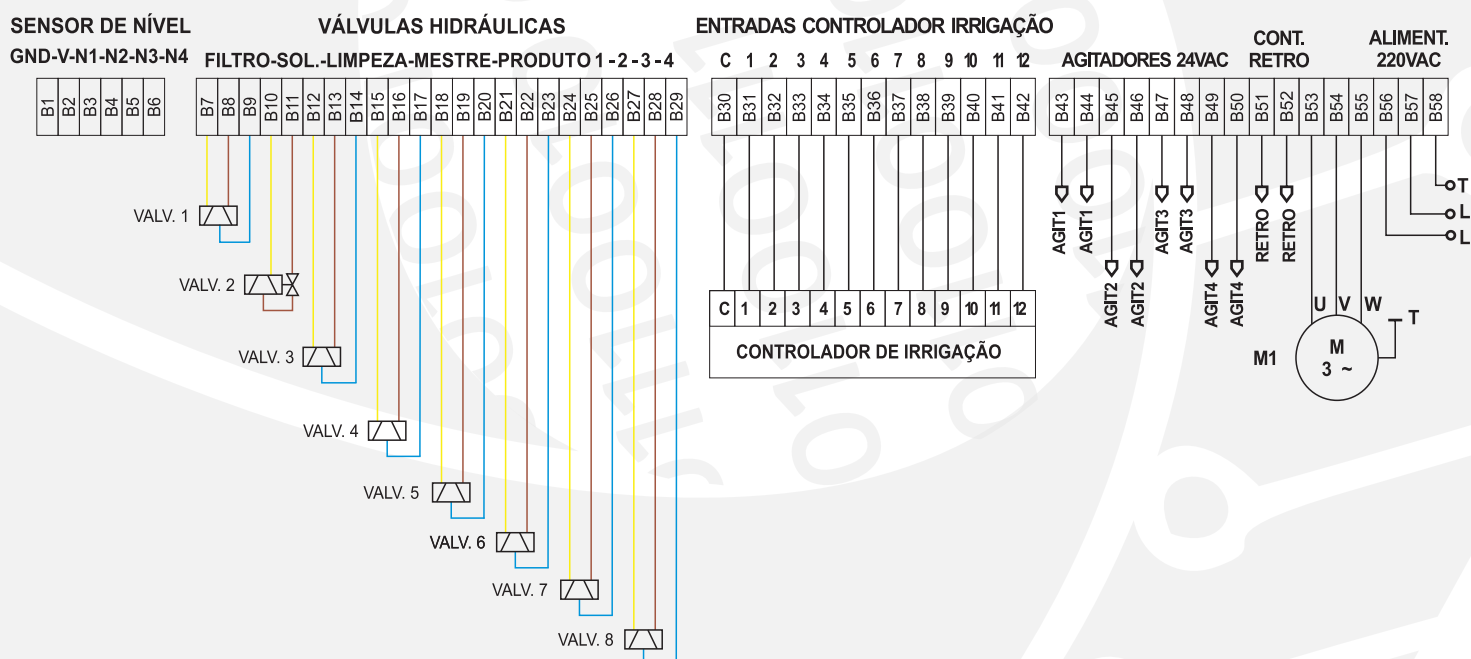 SENSOR DE NÍVEL
GND-V-N1-N2-N3-N4
B1 B2 B3 B4 B5 B6
VÁLVULAS HIDRÁULICAS
FILTRO-SOL.-LIMPEZA-MESTRE-PRODUTO 1 - 2 - 3 - 4
B7 B8 B9 B10 B11 B12 B13 B14 B15 B16 B17 B18 B19 B20 B21 B22 B23 B24 B25 B26 B27 B28 B29
VALV. 1
VALV. 2
VALV. 3
VALV. 4
VALV. 5
VALV. 6
VALV. 7
VALV. 8
ENTRADAS CONTROLADOR IRRIGAÇÃO
C 1 2 3 4 5 6 7 8 9 10 11 12
B30 B31 B32 B33 B34 B35 B36 B37 B38 B39 B40 B41 B42
C 1 2 3 4 5 6 7 8 9 10 11 12
CONTROLADOR DE IRRIGAÇÃO
AGITADORES 24VAC
CONT.
RETRO
ALIMENT.
220VAC
B43 B44 B45 B46 B47 B48 B49 B50 B51 B52 B53 B54 B55 B56 B57 B58
AGIT1 AGIT1 AGIT2 AGIT2 AGIT3 AGIT3 AGIT4 AGIT4 RETRO RETRO
T
L
L
U V W
T
M1
M
3 ~